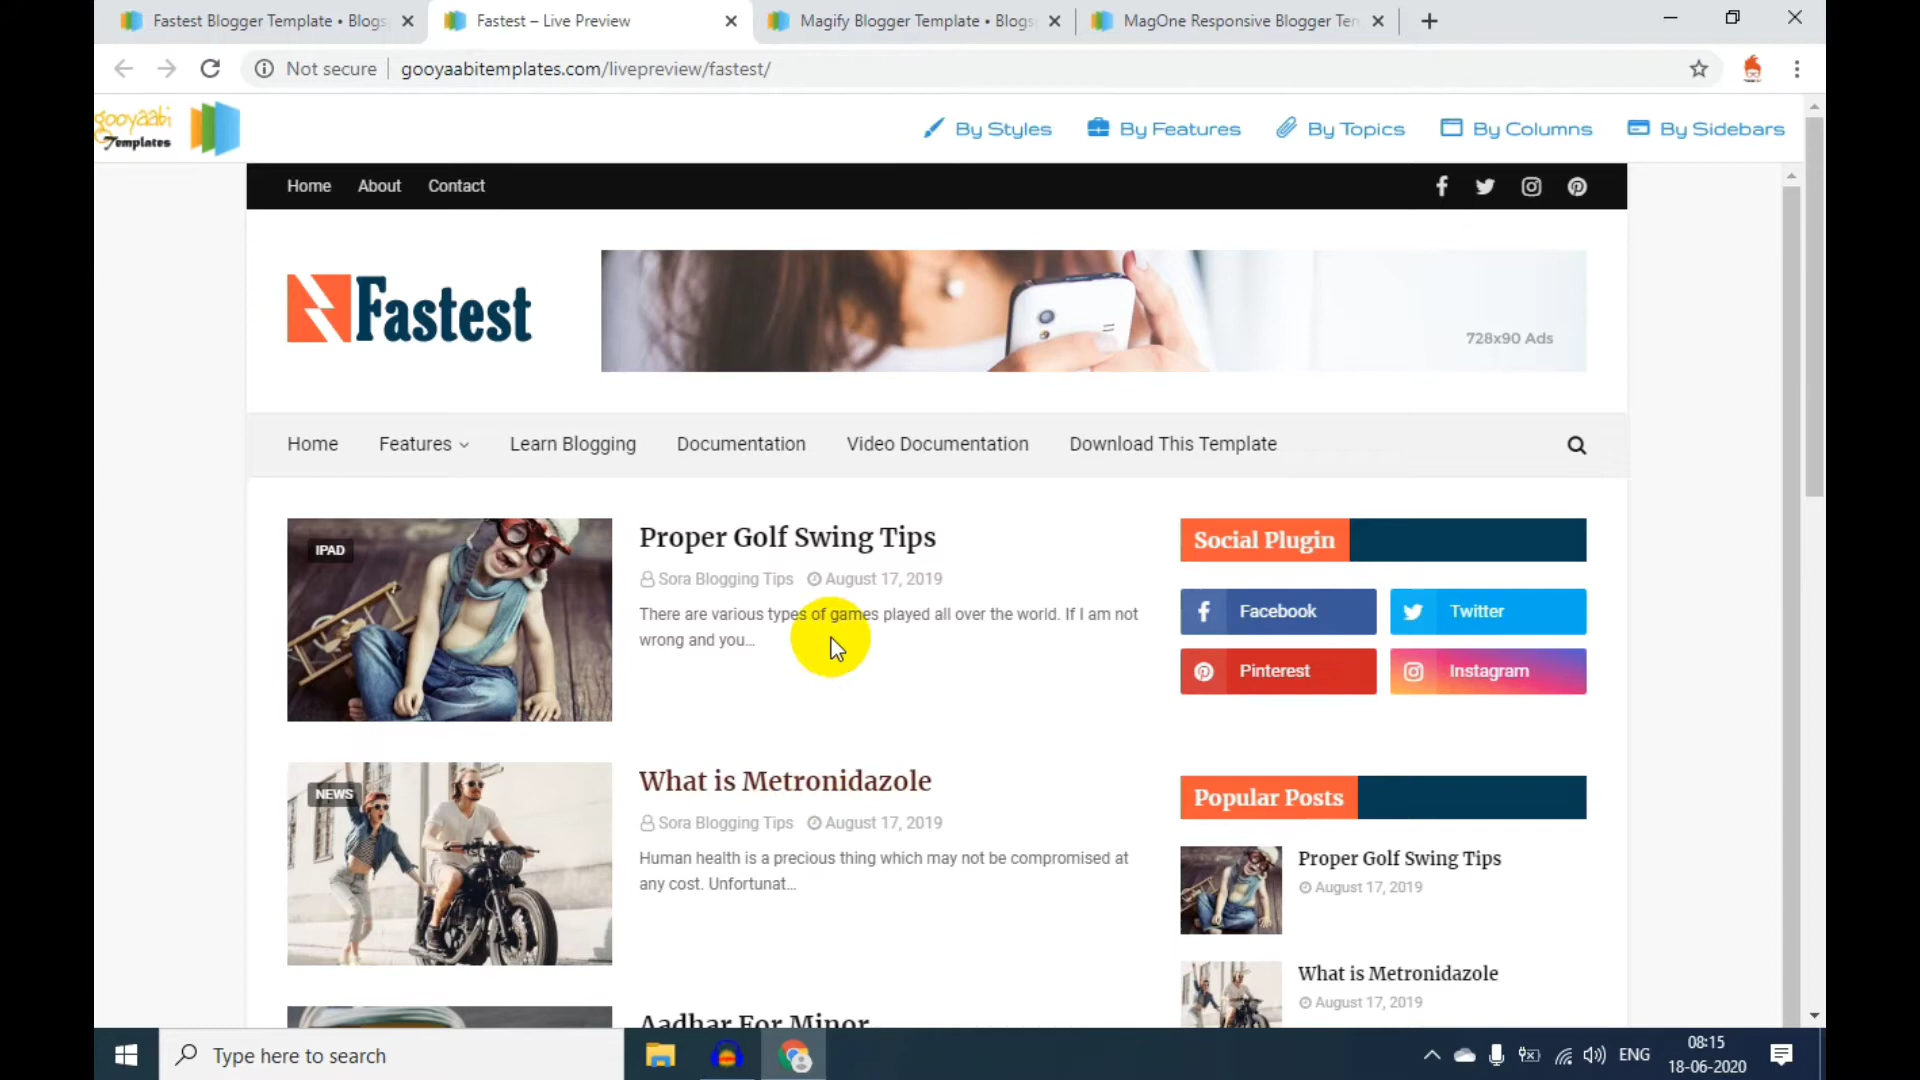 Fastest Blogger Template • Blogs
Fastest – Live Preview
Magify Blogger Template • Blogs
MagOne Responsive Blogger Ten
Not secure
gooyaabitemplates.com/livepreview/fastest/
gooyaabi
Templates
By Styles
By Features
By Topics
By Columns
By Sidebars
Home
About
Contact
Fastest
728x90 Ads
Home
Features
Learn Blogging
Documentation
Video Documentation
Download This Template
IPAD
Proper Golf Swing Tips
Sora Blogging Tips August 17, 2019
There are various types of games played all over the world. If I am not
wrong and you...
Social Plugin
Facebook
Twitter
Pinterest
Instagram
NEWS
What is Metronidazole
Sora Blogging Tips August 17, 2019
Human health is a precious thing which may not be compromised at
any cost. Unfortunat...
Popular Posts
Proper Golf Swing Tips
August 17, 2019
What is Metronidazole
August 17, 2019
Aadhar For Minor
Type here to search
ENG
08:15
18-06-2020